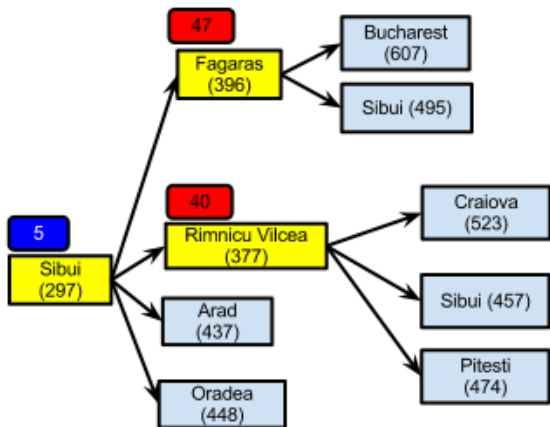 47
Fagaras
(396)
Bucharest
(607)
Sibui (495)
40
Rimnicu Vilcea
(377)
Craiova
(523)
5
Sibui
(297)
Sibui (457)
Arad
(437)
Pitesti
(474)
Oradea
(448)